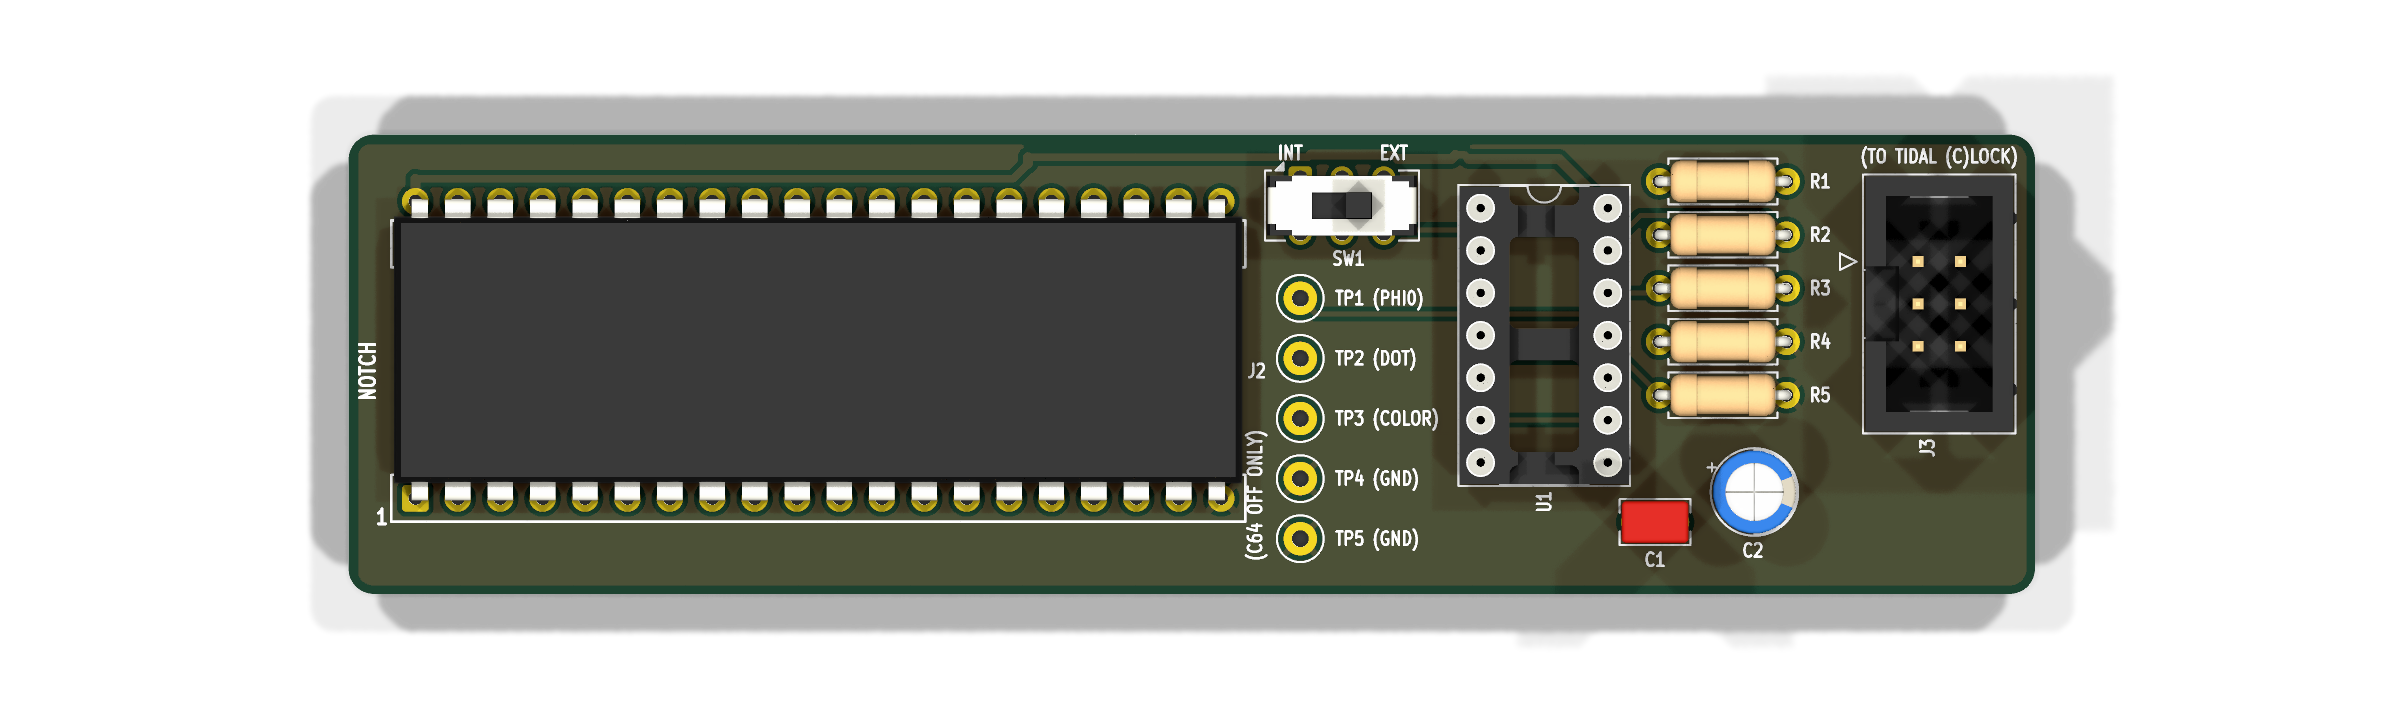 NOTCH
1
INT
EXT
SW1
TP1 (PHI0)
TP2 (DOT)
TP3 (COLOR)
TP4 (GND)
TP5 (GND)
J2
(C64 OFF ONLY)
U1
R1
R2
R3
R4
R5
+
C1
C2
(TO TIDAL (C)LOCK)
J3